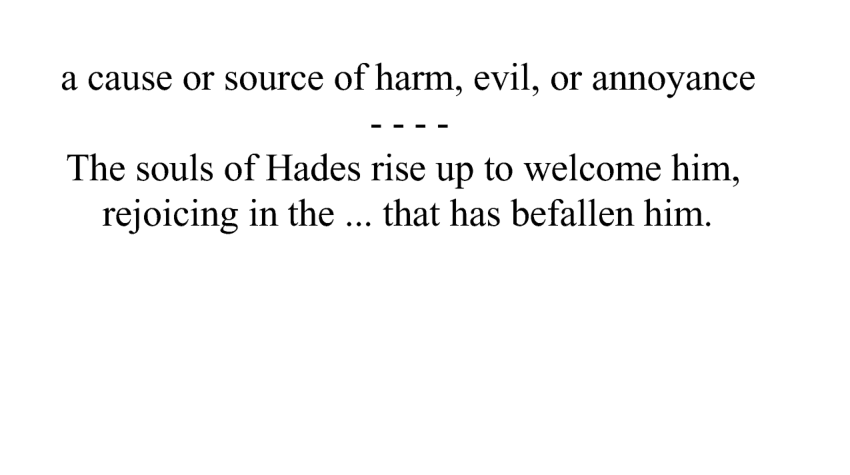 a cause or source of harm, evil, or annoyance
- - - -
The souls of Hades rise up to welcome him,
rejoicing in the ... that has befallen him.